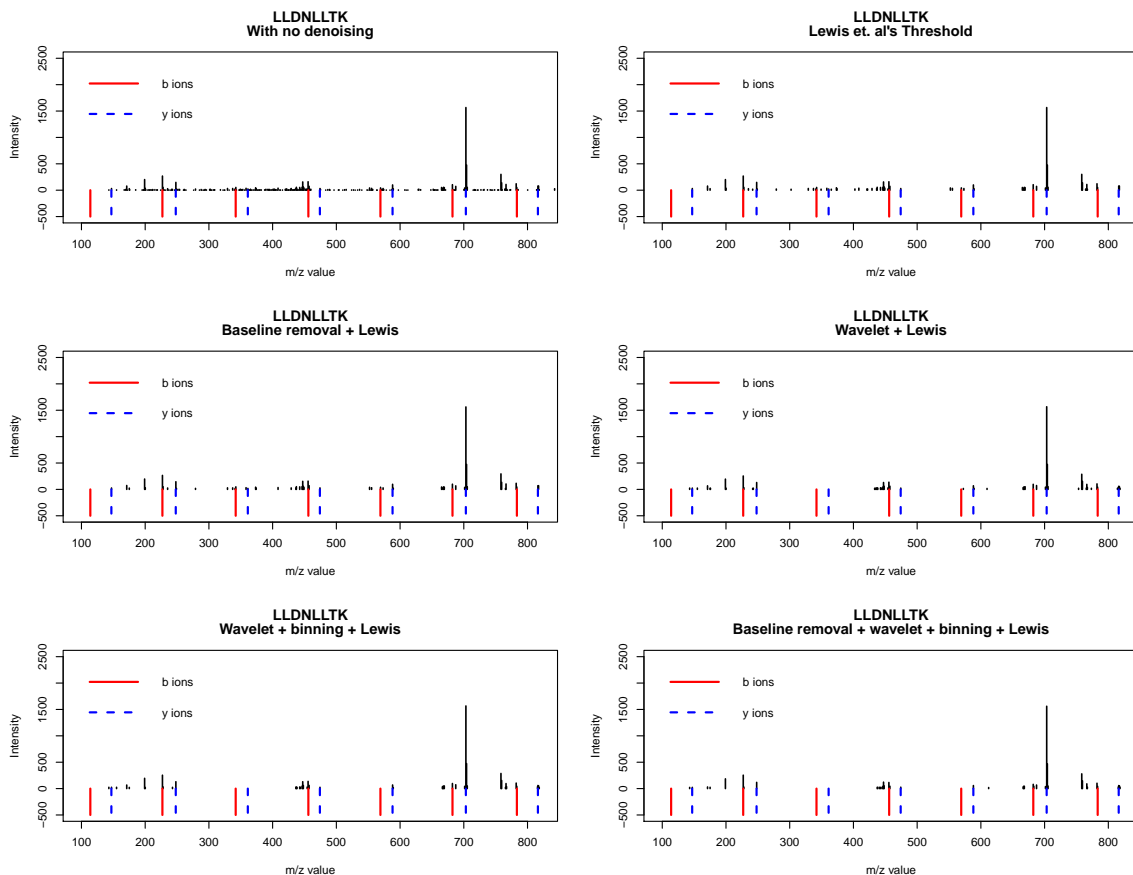 LLDNLLTK
With no denoising
2500
1500
500
0
−500
Intensity
b ions
y ions
100 200 300 400 500 600 700 800
m/z value
LLDNLLTK
Lewis et. al's Threshold
2500
1500
500
0
−500
Intensity
b ions
y ions
100 200 300 400 500 600 700 800
m/z value
LLDNLLTK
Baseline removal + Lewis
2500
1500
500
0
−500
Intensity
b ions
y ions
100 200 300 400 500 600 700 800
m/z value
LLDNLLTK
Wavelet + Lewis
2500
1500
500
0
−500
Intensity
b ions
y ions
100 200 300 400 500 600 700 800
m/z value
LLDNLLTK
Wavelet + binning + Lewis
2500
1500
500
0
−500
Intensity
b ions
y ions
100 200 300 400 500 600 700 800
m/z value
LLDNLLTK
Baseline removal + wavelet + binning + Lewis
2500
1500
500
0
−500
Intensity
b ions
y ions
100 200 300 400 500 600 700 800
m/z value